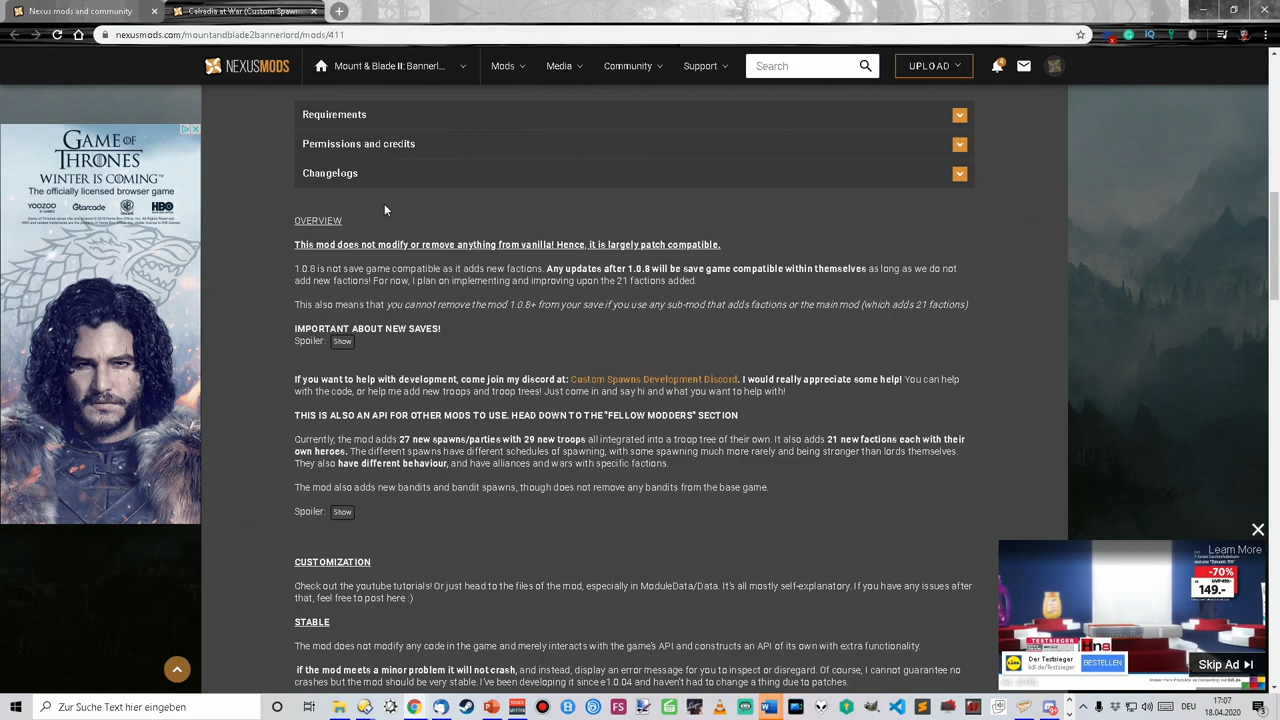 Nexus mods and community
Calradia at War (Custom Spawn
nexusmods.com/mountandblade2bannerlord/mods/411
NEXUSMODS
Mount & Blade II: Bannerl...
Mods
Media
Community
Support
Search
UPLOAD
4
Requirements
Permissions and credits
Changelogs
GAME OF
THRONES
WINTER IS COMING™
The officially licensed browser game
YOOZOO
GAMES
Gtarcade
HBO
OVERVIEW
This mod does not modify or remove anything from vanilla! Hence, it is largely patch compatible.
1.0.8 is not save game compatible as it adds new factions. Any updates after 1.0.8 will be save game compatible within themselves as long as we do not
add new factions! For now, I plan on implementing and improving upon the 21 factions added.
This also means that you cannot remove the mod 1.0.8+ from your save if you use any sub-mod that adds factions or the main mod (which adds 21 factions)
IMPORTANT ABOUT NEW SAVES!
Spoiler: Show
If you want to help with development, come join my discord at: Custom Spawns Development Discord. I would really appreciate some help! You can help
with the code, or help me add new troops and troop trees! Just come in and say hi and what you want to help with!
THIS IS ALSO AN API FOR OTHER MODS TO USE. HEAD DOWN TO THE "FELLOW MODDERS" SECTION
Currently, the mod adds 27 new spawns/parties with 29 new troops all integrated into a troop tree of their own. It also adds 21 new factions each with their
own heroes. The different spawns have different schedules of spawning, with some spawning much more rarely and being stronger than lords themselves.
They also have different behaviour, and have alliances and wars with specific factions.
The mod also adds new bandits and bandit spawns, though does not remove any bandits from the base game.
Spoiler: Show
CUSTOMIZATION
Check out the youtube tutorials! Or just head to the files of the mod, especially in ModuleData/Data. It's all mostly self-explanatory. If you have any issues after
that, feel free to post here :)
STABLE
The mod does not modify any code in the game and merely interacts with the game's API and constructs an API of its own with extra functionality.
if the mod has a minor problem it will not crash, and instead, display an error message for you to inspect or disregard. Of course, I cannot guarantee no
crashes but the mod should be very stable. I've been developing it since e1.0.04 and haven't had to change a thing due to patches.
Learn More
-70%
149.-
TESTSIEGER
Der Testsieger
lidl.de/Testsieger
BESTELLEN
Skip Ad
Zur Suche Text hier eingeben
DEU
17:07
18.04.2020